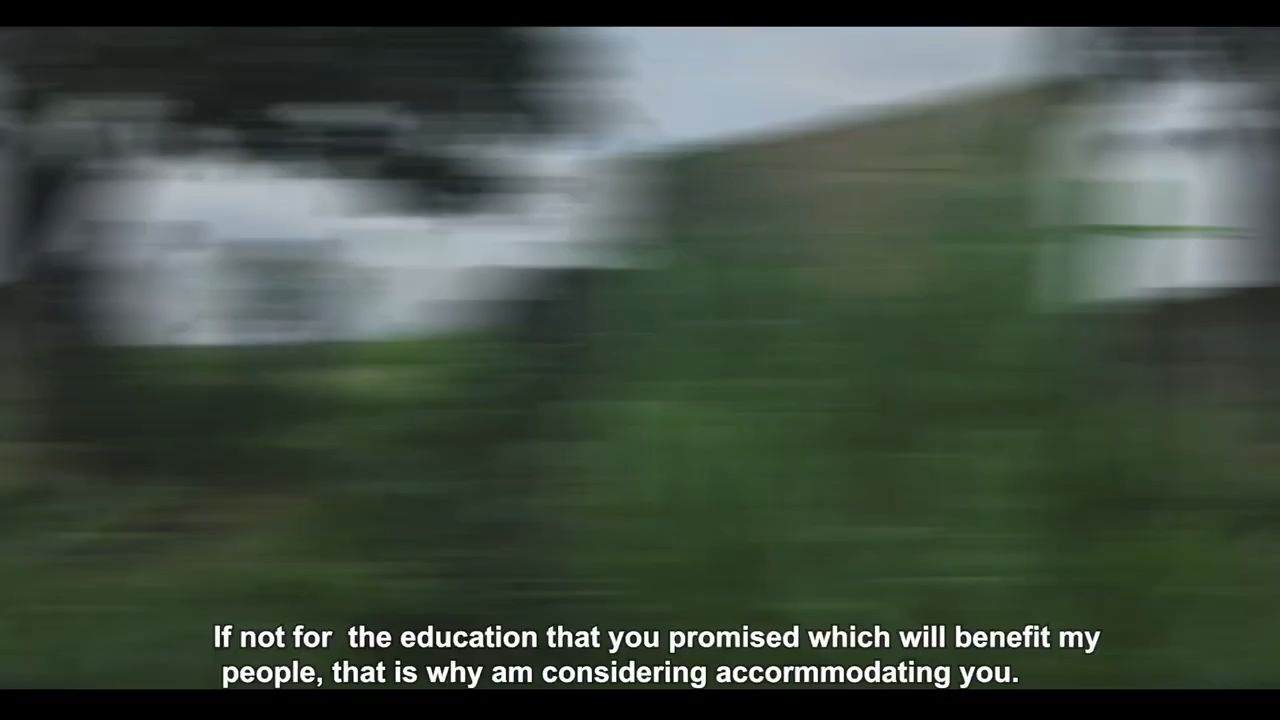 If not for  the education that you promised which will benefit my
people, that is why am considering accormmodating you.